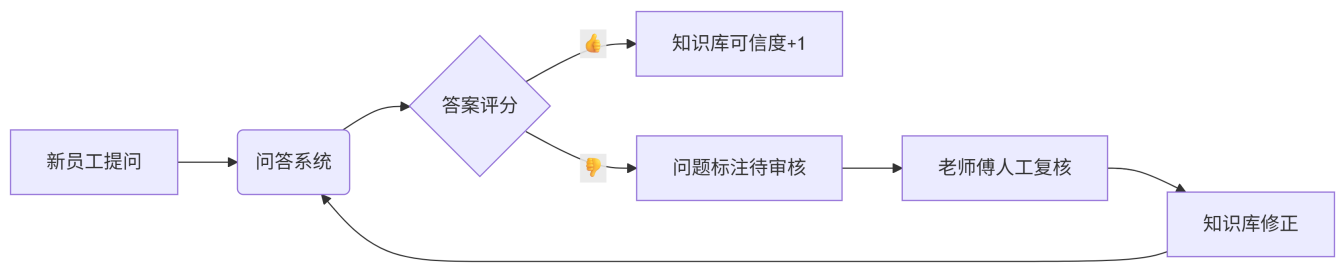 新员工提问
问答系统
答案评分
👍
知识库可信度+1
👎
问题标注待审核
老师傅人工复核
知识库修正